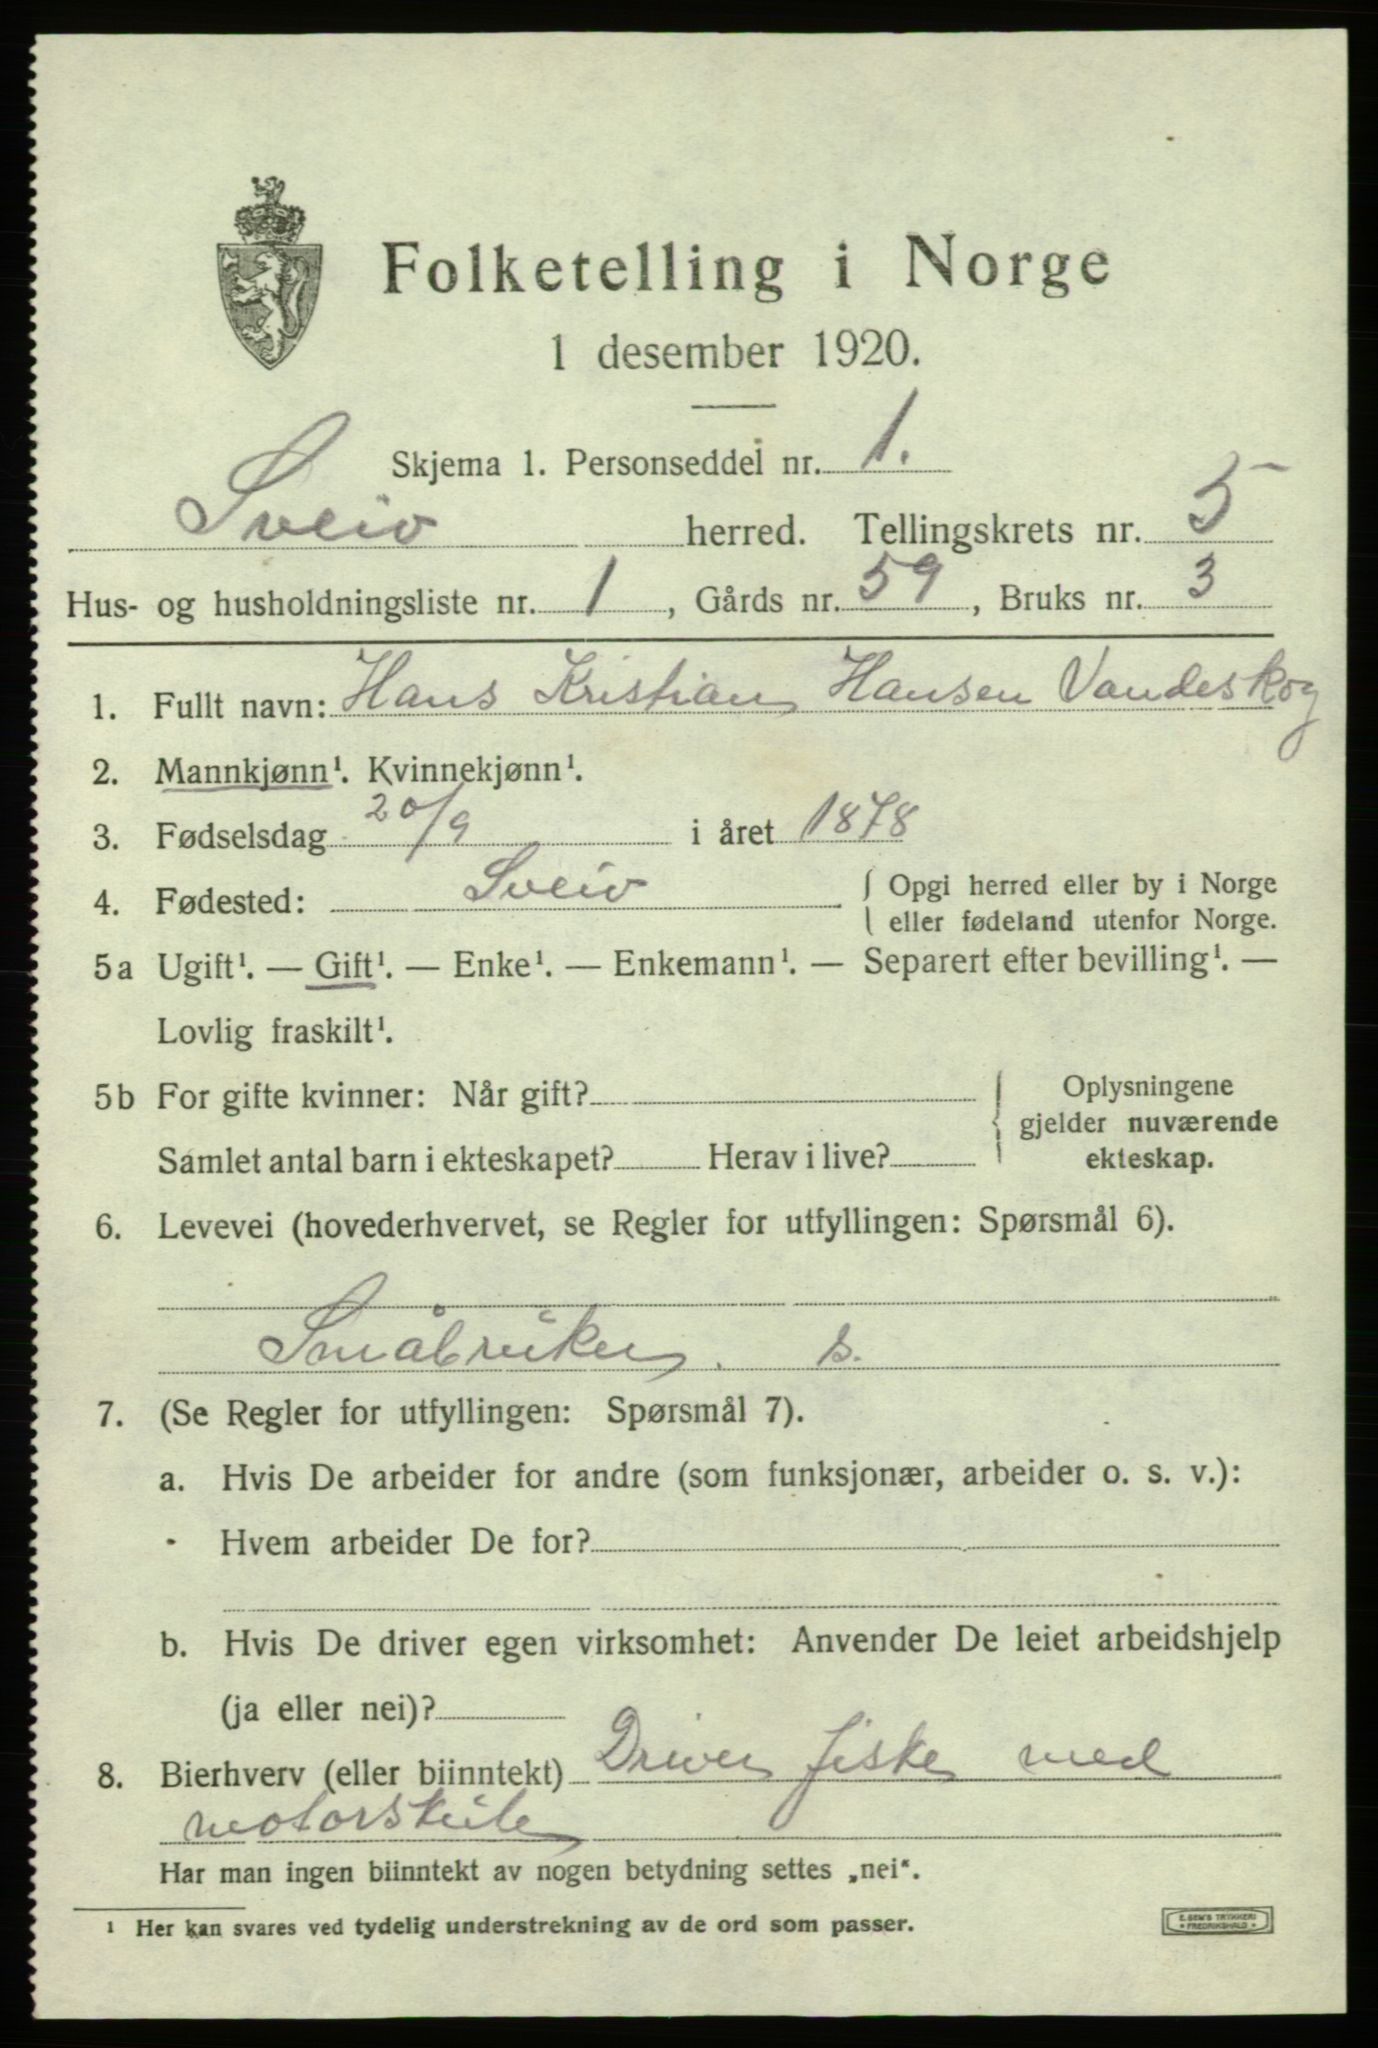 Folketelling i Norge
1 desember 1920.
Skjema 1. Personseddel nr. 1.
Sveio herred. Tellingskrets nr. 5
Hus- og husholdningsliste nr. 1, Gårds nr. 59, Bruks nr. 3
1. Fullt navn: Hans Kristian Hansen Vandeskog
2. Mannkjønn¹. Kvinnekjønn¹.
3. Fødselsdag 20/9 i året 1878
4. Fødested: Sveio { Opgi herred eller by i Norge
eller fødeland utenfor Norge.
5a Ugift¹. — Gift¹. — Enke¹. — Enkemann¹. — Separert efter bevilling¹. —
Lovlig fraskilt¹.
5b For gifte kvinner: Når gift? { Oplysningene
gjelder nuværende
Samlet antal barn i ekteskapet? Herav i live? ekteskap.
6. Levevei (hovederhvervet, se Regler for utfyllingen: Spørsmål 6).
Småbruker. s.
7. (Se Regler for utfyllingen: Spørsmål 7).
a. Hvis De arbeider for andre (som funksjonær, arbeider o. s. v.):
Hvem arbeider De for?
b. Hvis De driver egen virksomhet: Anvender De leiet arbeidshjelp
(ja eller nei)?
8. Bierhverv (eller biinntekt) Driver fiske med
motorskøite
Har man ingen biinntekt av nogen betydning settes „nei“.
¹ Her kan svares ved tydelig understrekning av de ord som passer.
E. SEM'S TRYKKERI
FREDRIKSHALD